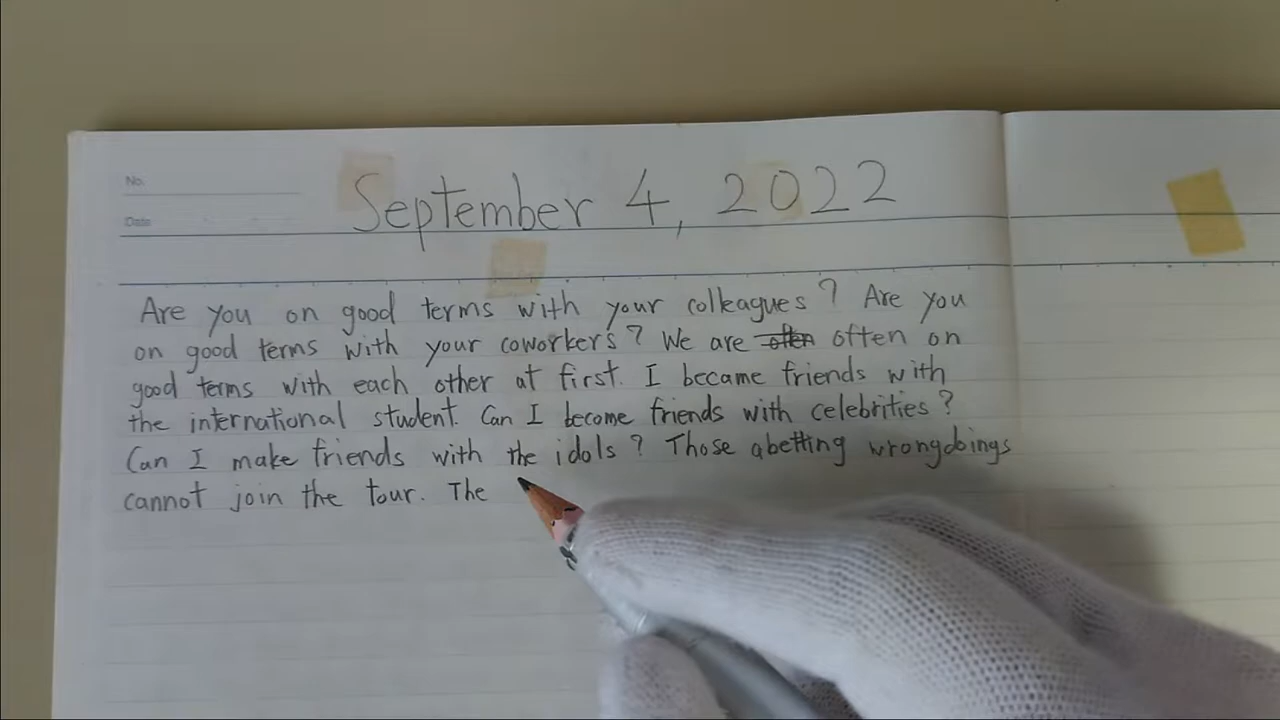 No.
Date
September 4, 2022
Are you on good terms with your colleagues? Are you
on good terms with your coworkers? We are often often on
good terms with each other at first. I became friends with
the international student. Can I become friends with celebrities?
Can I make friends with the idols? Those abetting wrongdoings
cannot join the tour. The